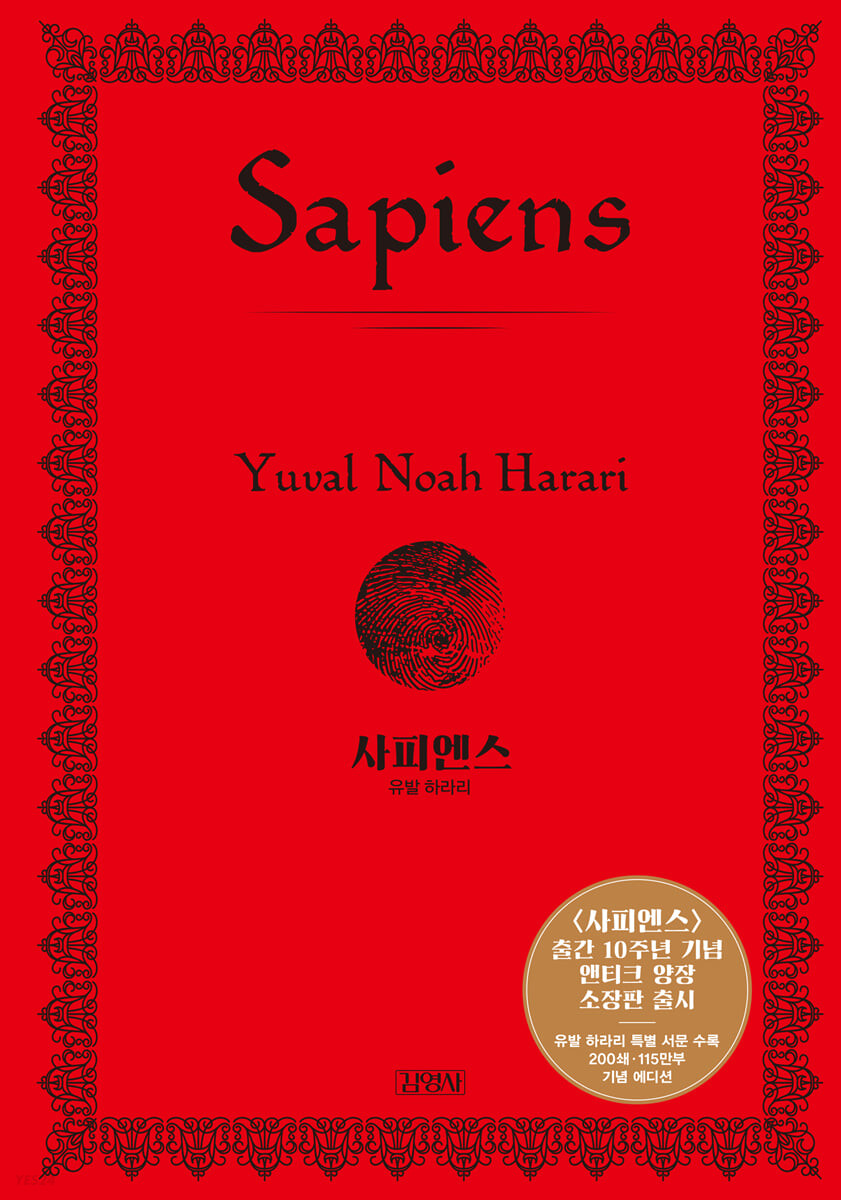 Sapiens
Yuval Noah Harari
사피엔스
유발 하라리
〈사피엔스〉
출간 10주년 기념
앤티크 양장
소장판 출시
유발 하라리 특별 서문 수록
200쇄·115만부
기념 에디션
김영사
YES24